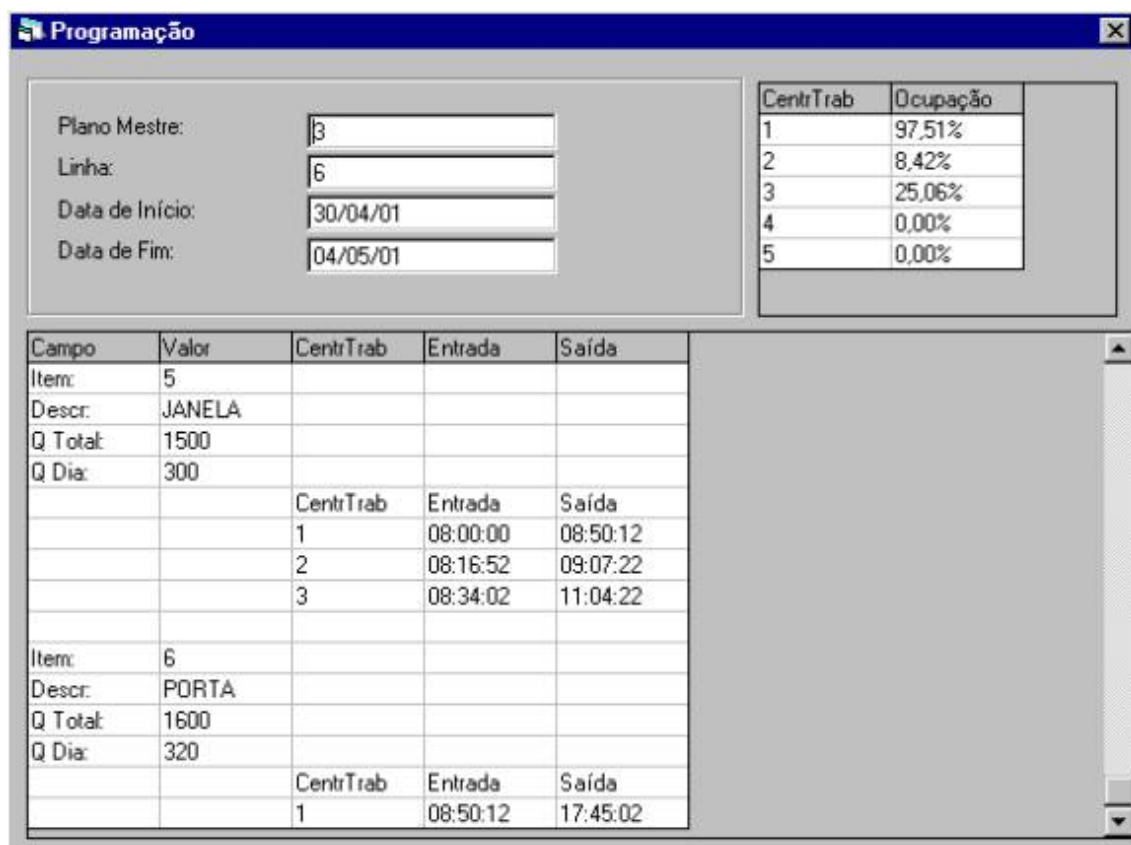 Programação
Plano Mestre: 3
Linha: 6
Data de Início: 30/04/01
Data de Fim: 04/05/01
CentrTrab Ocupação
1 97,51%
2 8,42%
3 25,06%
4 0,00%
5 0,00%
Campo Valor CentrTrab Entrada Saída
Item: 5
Descr: JANELA
Q Total: 1500
Q Dia: 300
CentrTrab Entrada Saída
1 08:00:00 08:50:12
2 08:16:52 09:07:22
3 08:34:02 11:04:22
Item: 6
Descr: PORTA
Q Total: 1600
Q Dia: 320
CentrTrab Entrada Saída
1 08:50:12 17:45:02